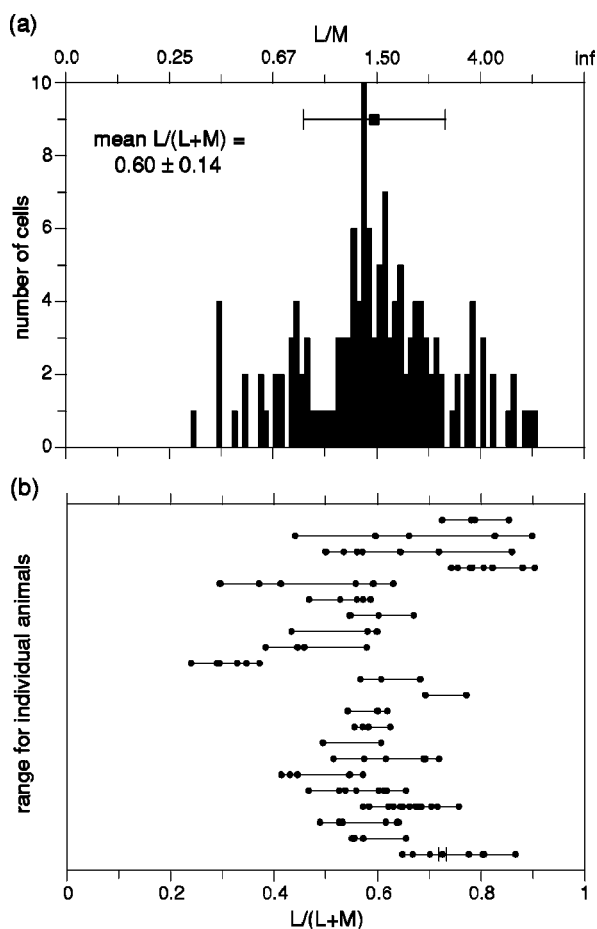 (a)
L/M
0.0 0.25 0.67 1.50 4.00 inf
10
8
6
4
2
0
number of cells
mean L/(L+M) =
0.60 ± 0.14
(b)
range for individual animals
0 0.2 0.4 0.6 0.8 1
L/(L+M)